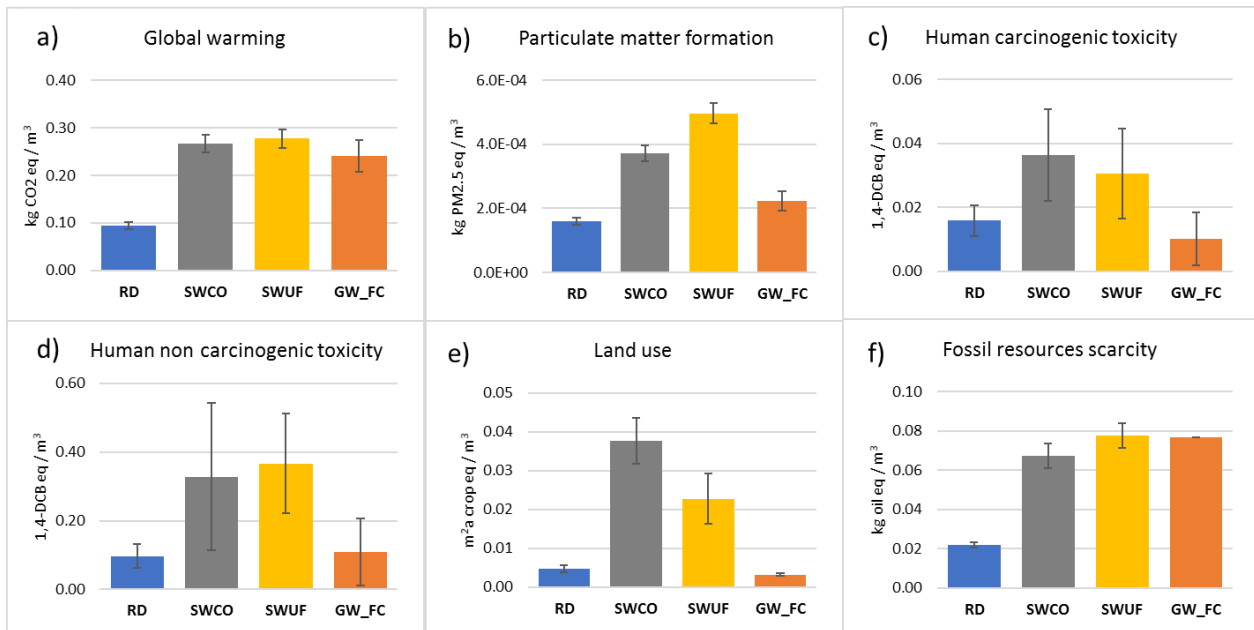 a) Global warming
kg CO2 eq / m³
0.40
0.30
0.20
0.10
0.00
RD SWCO SWUF GW_FC
b) Particulate matter formation
kg PM2.5 eq / m³
6.0E-04
4.0E-04
2.0E-04
0.0E+00
RD SWCO SWUF GW_FC
c) Human carcinogenic toxicity
1,4-DCB eq / m³
0.06
0.04
0.02
0.00
RD SWCO SWUF GW_FC
d) Human non carcinogenic toxicity
1,4-DCB eq / m³
0.60
0.40
0.20
0.00
RD SWCO SWUF GW_FC
e) Land use
m²a crop eq / m³
0.05
0.04
0.03
0.02
0.01
0.00
RD SWCO SWUF GW_FC
f) Fossil resources scarcity
kg oil eq / m³
0.10
0.08
0.06
0.04
0.02
0.00
RD SWCO SWUF GW_FC